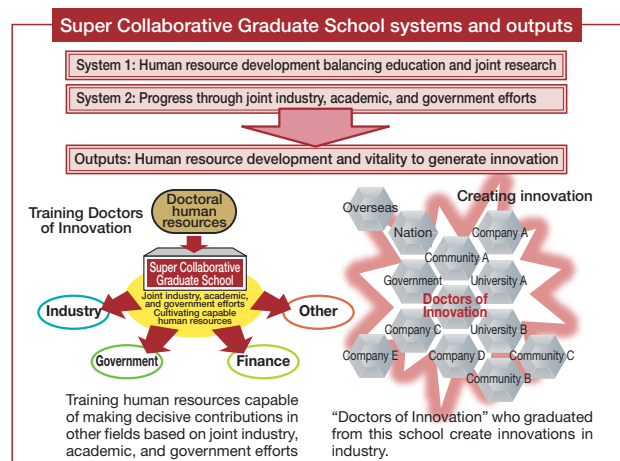 Super Collaborative Graduate School systems and outputs
System 1: Human resource development balancing education and joint research
System 2: Progress through joint industry, academic, and government efforts
Outputs: Human resource development and vitality to generate innovation
Training Doctors
of Innovation
Doctoral
human
resources
Super Collaborative
Graduate School
Joint industry, academic,
and government efforts
Cultivating capable
human resources
Industry
Other
Government
Finance
Training human resources capable
of making decisive contributions in
other fields based on joint industry,
academic, and government efforts
Creating innovation
Overseas
Nation
Company A
Community A
Government
University A
Doctors of
Innovation
Company C
University B
Company E
Company D
Community C
Community B
“Doctors of Innovation” who graduated
from this school create innovations in
industry.